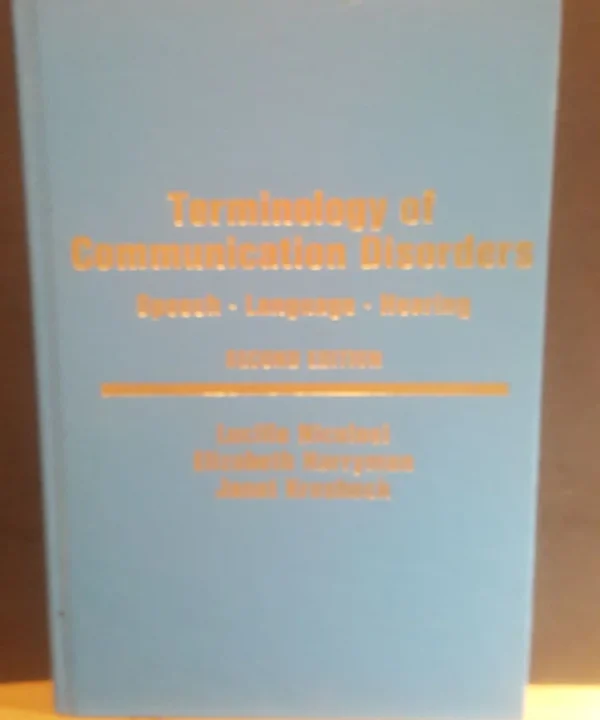 Terminology of
Communication Disorders
Speech · Language · Hearing
SECOND EDITION
Lucille Nicolosi
Elizabeth Harryman
Janet Kresheck